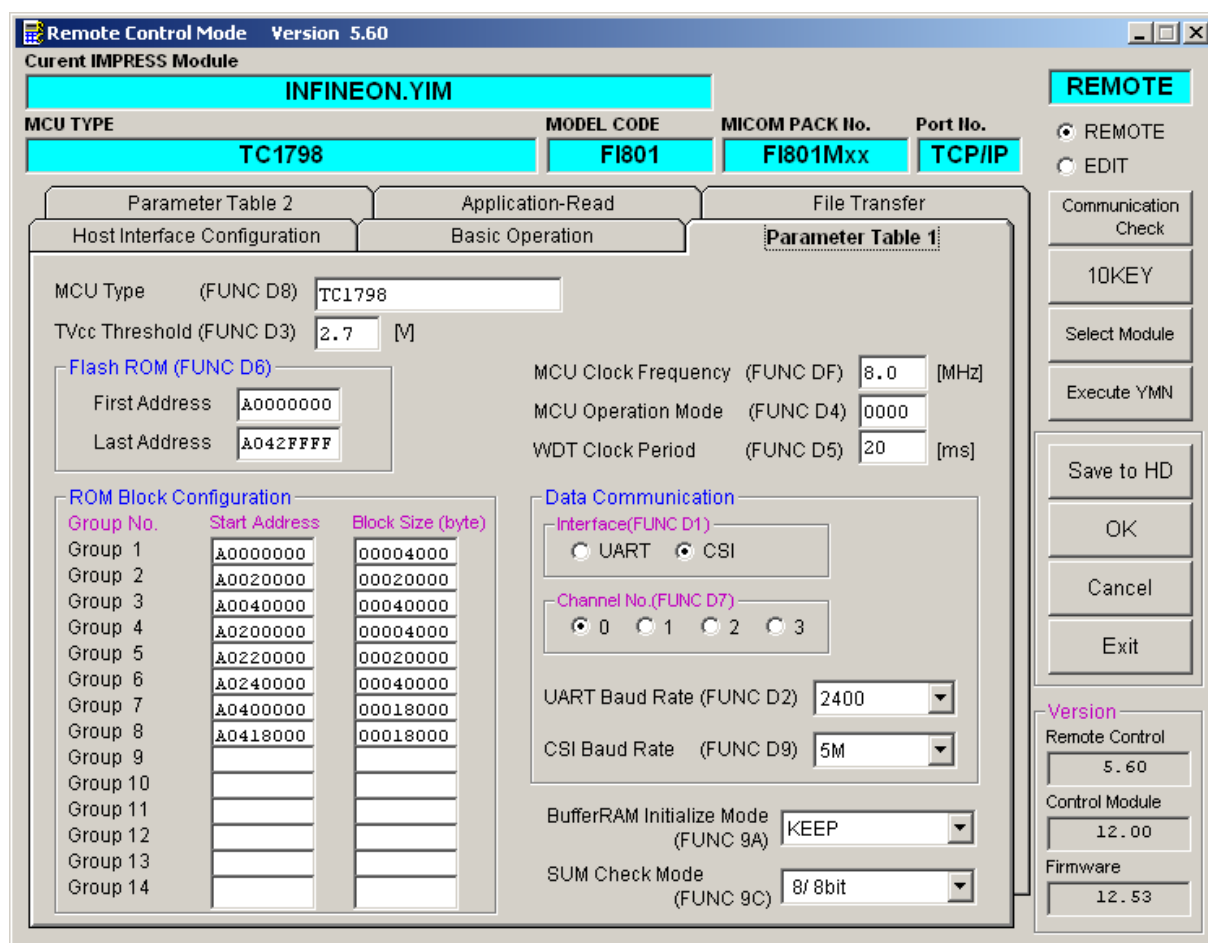 Remote Control Mode Version 5.60
Curent IMPRESS Module
INFINEON.YIM
MCU TYPE MODEL CODE MICOM PACK No. Port No.
TC1798 FI801 FI801Mxx TCP/IP
REMOTE
REMOTE
EDIT
Parameter Table 2 Application-Read File Transfer
Host Interface Configuration Basic Operation Parameter Table 1
MCU Type (FUNC D8) TC1798
TVcc Threshold (FUNC D3) 2.7 [V]
Flash ROM (FUNC D6)
First Address A0000000
Last Address A042FFFF
MCU Clock Frequency (FUNC DF) 8.0 [MHz]
MCU Operation Mode (FUNC D4) 0000
WDT Clock Period (FUNC D5) 20 [ms]
ROM Block Configuration
Group No. Start Address Block Size (byte)
Group 1 A0000000 00004000
Group 2 A0020000 00020000
Group 3 A0040000 00040000
Group 4 A0200000 00004000
Group 5 A0220000 00020000
Group 6 A0240000 00040000
Group 7 A0400000 00018000
Group 8 A0418000 00018000
Group 9
Group 10
Group 11
Group 12
Group 13
Group 14
Data Communication
Interface(FUNC D1)
UART CSI
Channel No.(FUNC D7)
0 1 2 3
UART Baud Rate (FUNC D2) 2400
CSI Baud Rate (FUNC D9) 5M
BufferRAM Initialize Mode
(FUNC 9A) KEEP
SUM Check Mode
(FUNC 9C) 8/ 8bit
Communication
Check
10KEY
Select Module
Execute YMN
Save to HD
OK
Cancel
Exit
Version
Remote Control
5.60
Control Module
12.00
Firmware
12.53